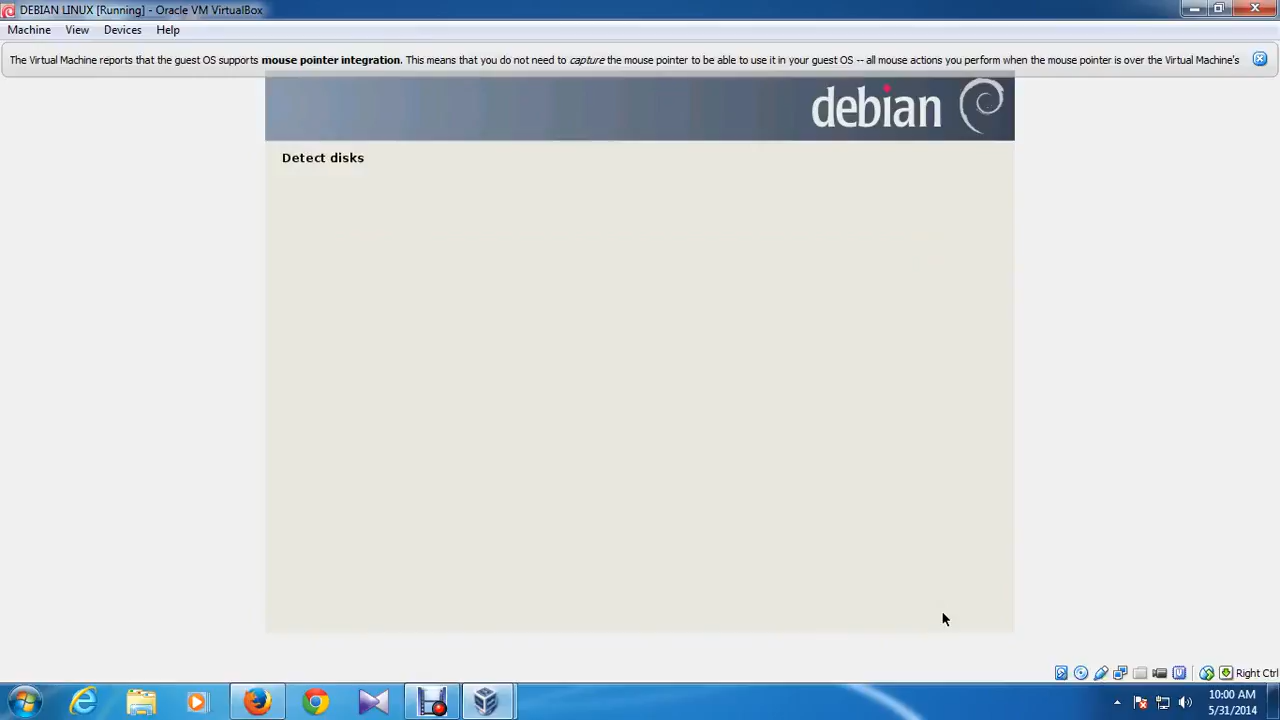 DEBIAN LINUX [Running] - Oracle VM VirtualBox
Machine View Devices Help
The Virtual Machine reports that the guest OS supports mouse pointer integration. This means that you do not need to capture the mouse pointer to be able to use it in your guest OS -- all mouse actions you perform when the mouse pointer is over the Virtual Machine's
debian
Detect disks
Right Ctrl
10:00 AM
5/31/2014